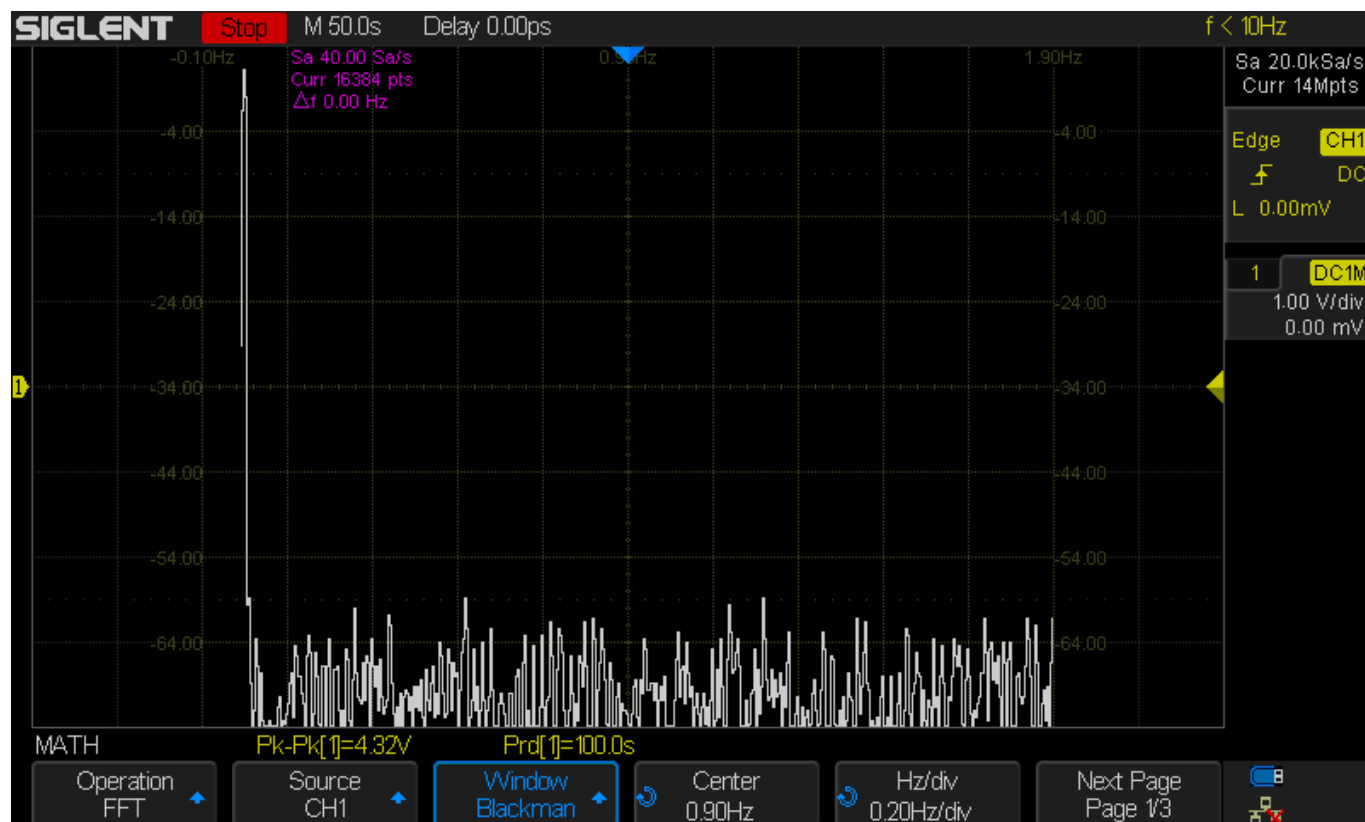 SIGLENT Stop M 50.0s Delay 0.00ps f < 10Hz
-0.10Hz 0.90Hz 1.90Hz
Sa 40.00 Sa/s
Curr 16384 pts
Δf 0.00 Hz
Sa 20.0kSa/s
Curr 14Mpts
Edge CH1
DC
L 0.00mV
1 DC1M
1.00 V/div
0.00 mV
-4.00 -4.00
-14.00 -14.00
-24.00 -24.00
1 -34.00 -34.00
-44.00 -44.00
-54.00 -54.00
-64.00 -64.00
MATH Pk-Pk[1]=4.32V Prd[1]=100.0s
Operation Source Window Center Hz/div Next Page
FFT CH1 Blackman 0.90Hz 0.20Hz/div Page 1/3